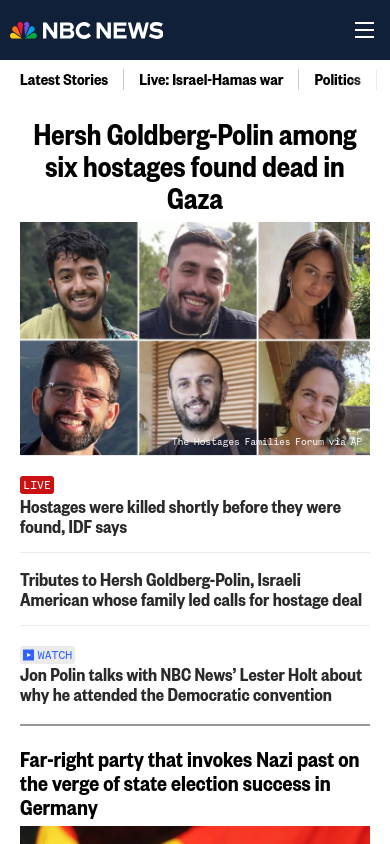 NBC NEWS
Latest Stories
Live: Israel-Hamas war
Politics
Hersh Goldberg-Polin among
six hostages found dead in
Gaza
The Hostages Families Forum via AP
LIVE
Hostages were killed shortly before they were
found, IDF says
Tributes to Hersh Goldberg-Polin, Israeli
American whose family led calls for hostage deal
WATCH
Jon Polin talks with NBC News’ Lester Holt about
why he attended the Democratic convention
Far-right party that invokes Nazi past on
the verge of state election success in
Germany